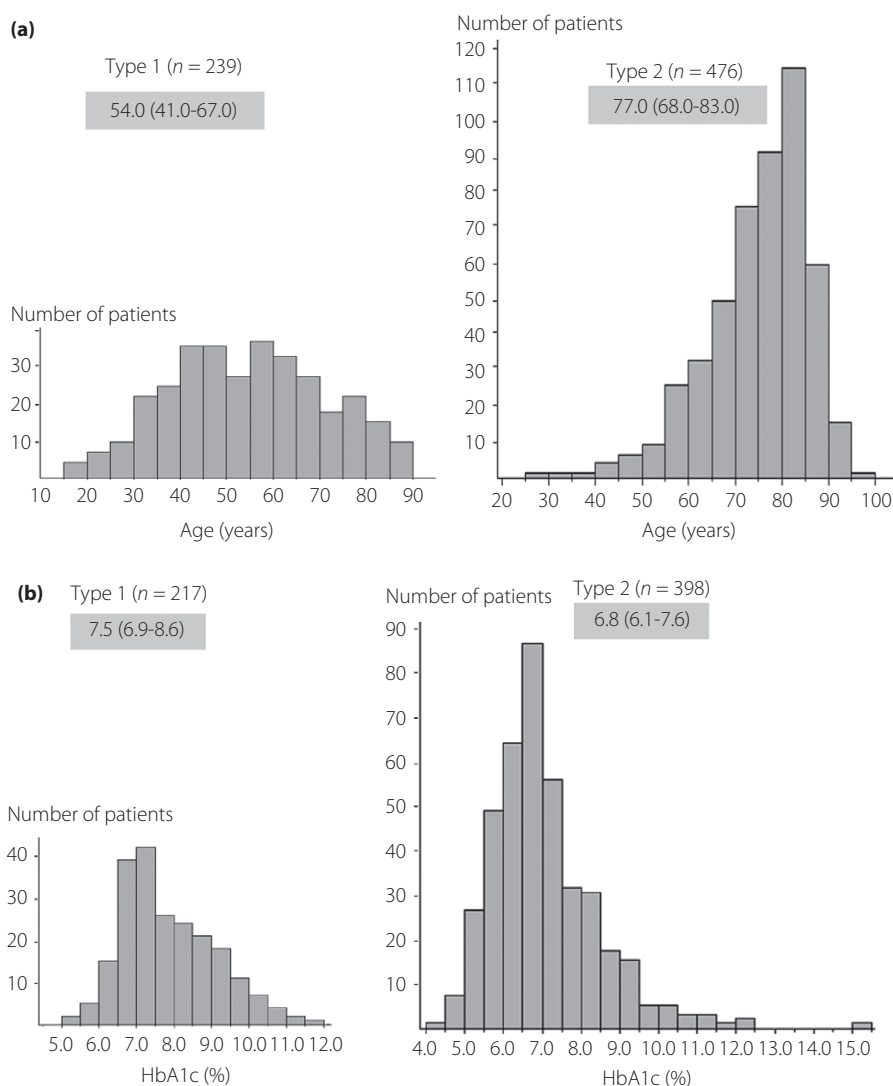 (a)
Type 1 (n = 239)
54.0 (41.0-67.0)
Number of patients
30
20
10
10 20 30 40 50 60 70 80 90
Age (years)
Number of patients
Type 2 (n = 476)
77.0 (68.0-83.0)
120
110
100
90
80
70
60
50
40
30
20
10
20 30 40 50 60 70 80 90 100
Age (years)
(b)
Type 1 (n = 217)
7.5 (6.9-8.6)
Number of patients
40
30
20
10
5.0 6.0 7.0 8.0 9.0 10.0 11.0 12.0
HbA1c (%)
Number of patients
Type 2 (n = 398)
6.8 (6.1-7.6)
90
80
70
60
50
40
30
20
10
4.0 5.0 6.0 7.0 8.0 9.0 10.0 11.0 12.0 13.0 14.0 15.0
HbA1c (%)